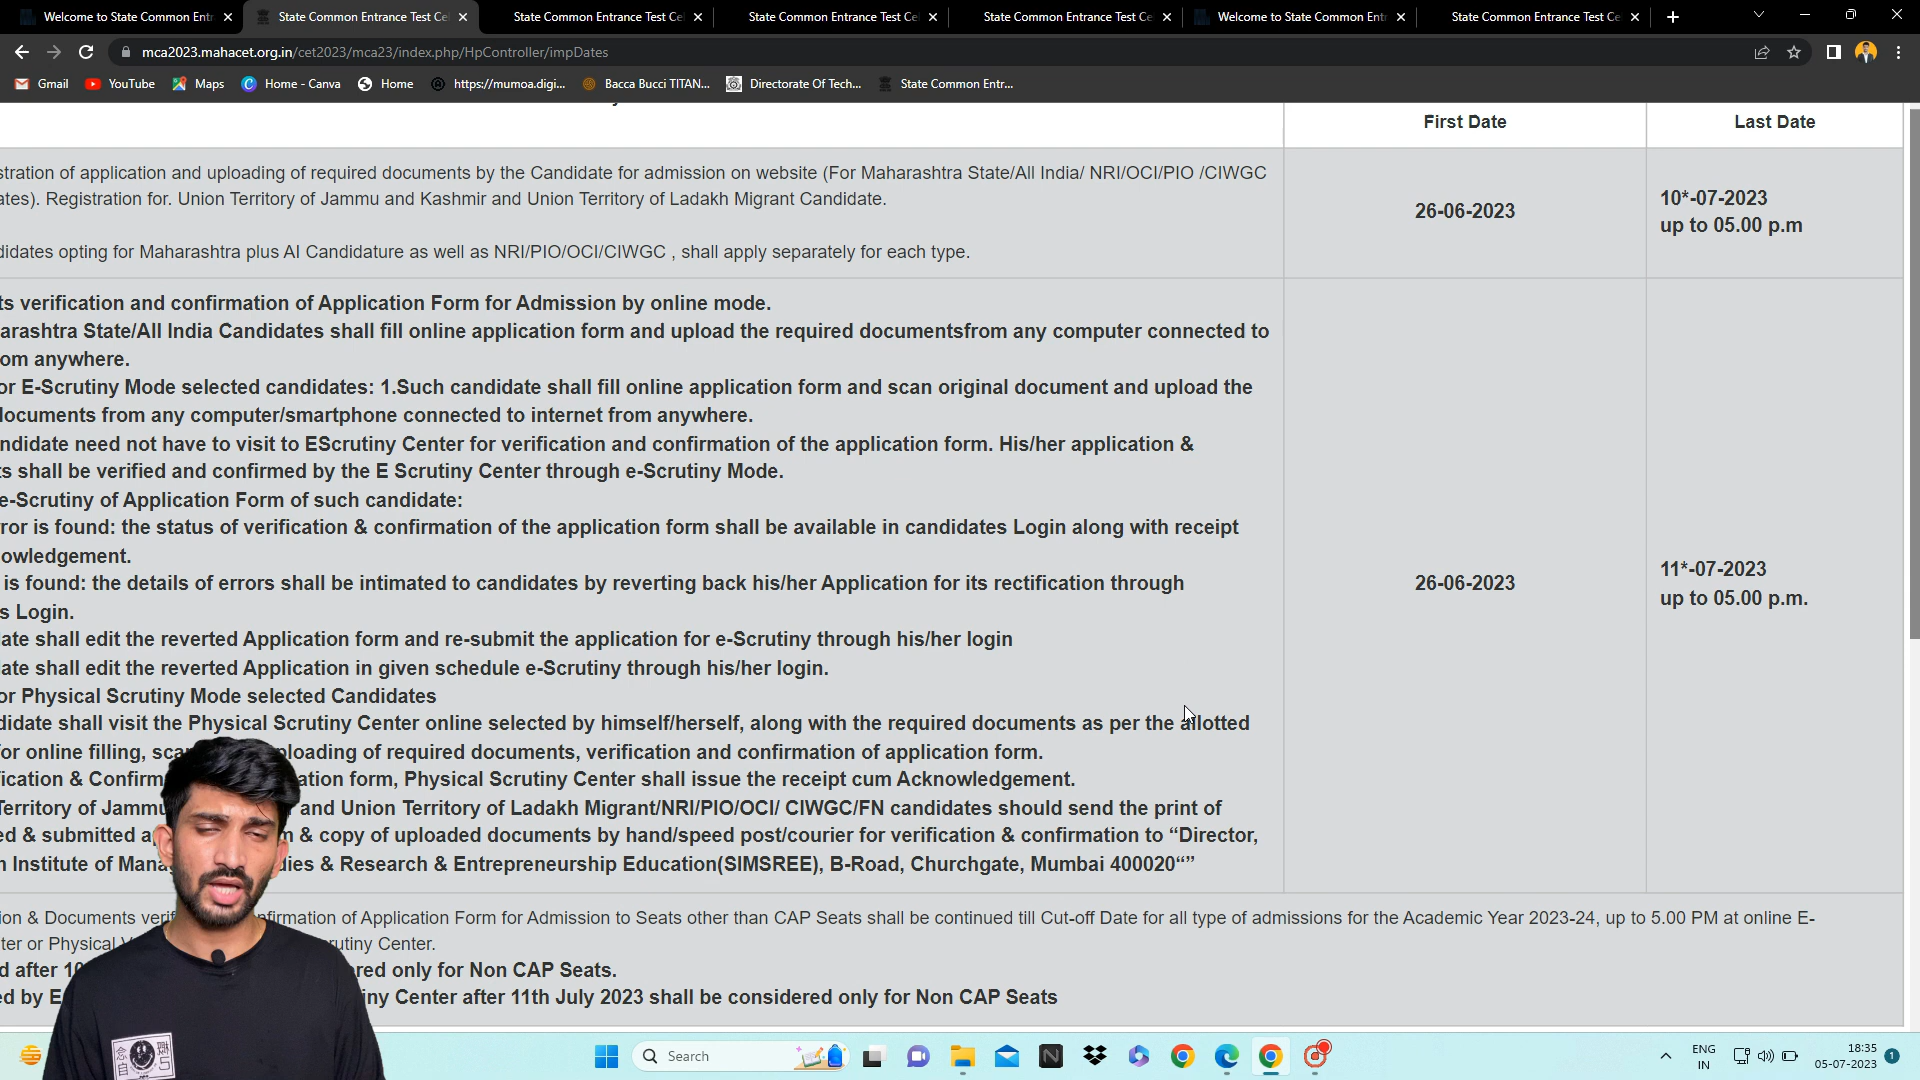 Welcome to State Common Entr
State Common Entrance Test Ce
State Common Entrance Test Ce
State Common Entrance Test Ce
State Common Entrance Test Ce
Welcome to State Common Entr
State Common Entrance Test Ce
mca2023.mahacet.org.in/cet2023/mca23/index.php/HpController/impDates
Gmail
YouTube
Maps
Home - Canva
Home
https://mumoa.digi...
Bacca Bucci TITAN...
Directorate Of Tech...
State Common Entr...
First Date
Last Date
stration of application and uploading of required documents by the Candidate for admission on website (For Maharashtra State/All India/ NRI/OCI/PIO /CIWGC
ates). Registration for. Union Territory of Jammu and Kashmir and Union Territory of Ladakh Migrant Candidate.
didates opting for Maharashtra plus AI Candidature as well as NRI/PIO/OCI/CIWGC , shall apply separately for each type.
26-06-2023
10*-07-2023
up to 05.00 p.m
ts verification and confirmation of Application Form for Admission by online mode.
arashtra State/All India Candidates shall fill online application form and upload the required documentsfrom any computer connected to
om anywhere.
or E-Scrutiny Mode selected candidates: 1.Such candidate shall fill online application form and scan original document and upload the
documents from any computer/smartphone connected to internet from anywhere.
ndidate need not have to visit to EScrutiny Center for verification and confirmation of the application form. His/her application &
ts shall be verified and confirmed by the E Scrutiny Center through e-Scrutiny Mode.
e-Scrutiny of Application Form of such candidate:
ror is found: the status of verification & confirmation of the application form shall be available in candidates Login along with receipt
owledgement.
is found: the details of errors shall be intimated to candidates by reverting back his/her Application for its rectification through
s Login.
ate shall edit the reverted Application form and re-submit the application for e-Scrutiny through his/her login
ate shall edit the reverted Application in given schedule e-Scrutiny through his/her login.
or Physical Scrutiny Mode selected Candidates
didate shall visit the Physical Scrutiny Center online selected by himself/herself, along with the required documents as per the allotted
or online filling, sca ploading of required documents, verification and confirmation of application form.
ication & Confirm ation form, Physical Scrutiny Center shall issue the receipt cum Acknowledgement.
Territory of Jammu and Union Territory of Ladakh Migrant/NRI/PIO/OCI/ CIWGC/FN candidates should send the print of
ed & submitted a & copy of uploaded documents by hand/speed post/courier for verification & confirmation to “Director,
n Institute of Mana dies & Research & Entrepreneurship Education(SIMSREE), B-Road, Churchgate, Mumbai 400020“”
26-06-2023
11*-07-2023
up to 05.00 p.m.
ion & Documents verif nfirmation of Application Form for Admission to Seats other than CAP Seats shall be continued till Cut-off Date for all type of admissions for the Academic Year 2023-24, up to 5.00 PM at online E-
ter or Physical V rutiny Center.
d after 10 red only for Non CAP Seats.
ed by E iny Center after 11th July 2023 shall be considered only for Non CAP Seats
Search
ENG
IN
18:35
05-07-2023
1